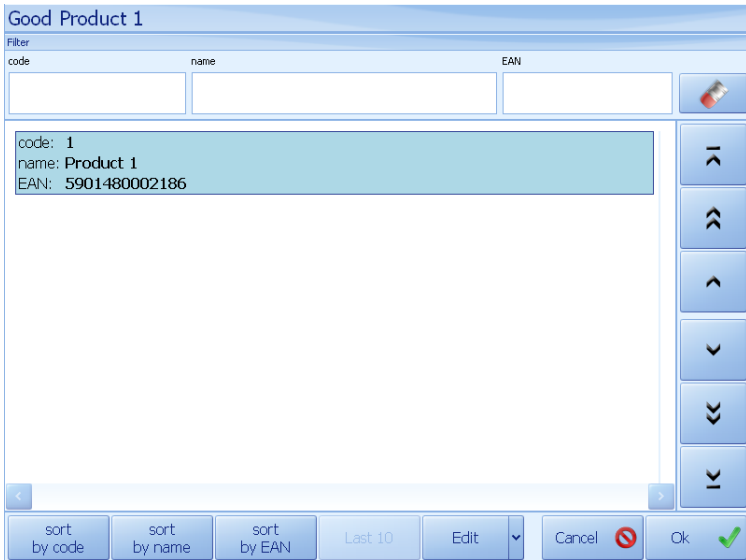 Good Product 1
Filter
code name EAN
code: 1
name: Product 1
EAN: 5901480002186
sort by code
sort by name
sort by EAN
Last 10
Edit
Cancel
Ok